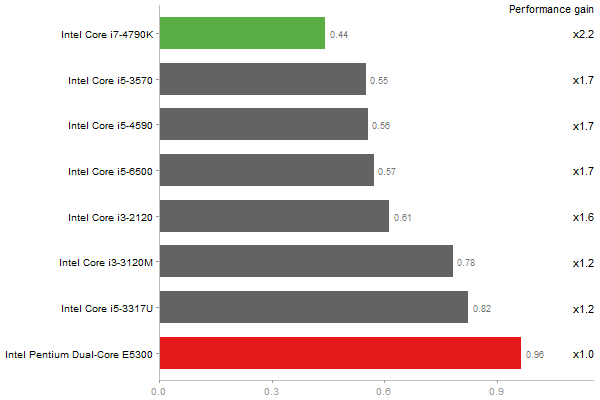 Performance gain
Intel Core i7-4790K 0.44 x2.2
Intel Core i5-3570 0.55 x1.7
Intel Core i5-4590 0.56 x1.7
Intel Core i5-6500 0.57 x1.7
Intel Core i3-2120 0.61 x1.6
Intel Core i3-3120M 0.78 x1.2
Intel Core i5-3317U 0.82 x1.2
Intel Pentium Dual-Core E5300 0.96 x1.0
0.0 0.3 0.6 0.9